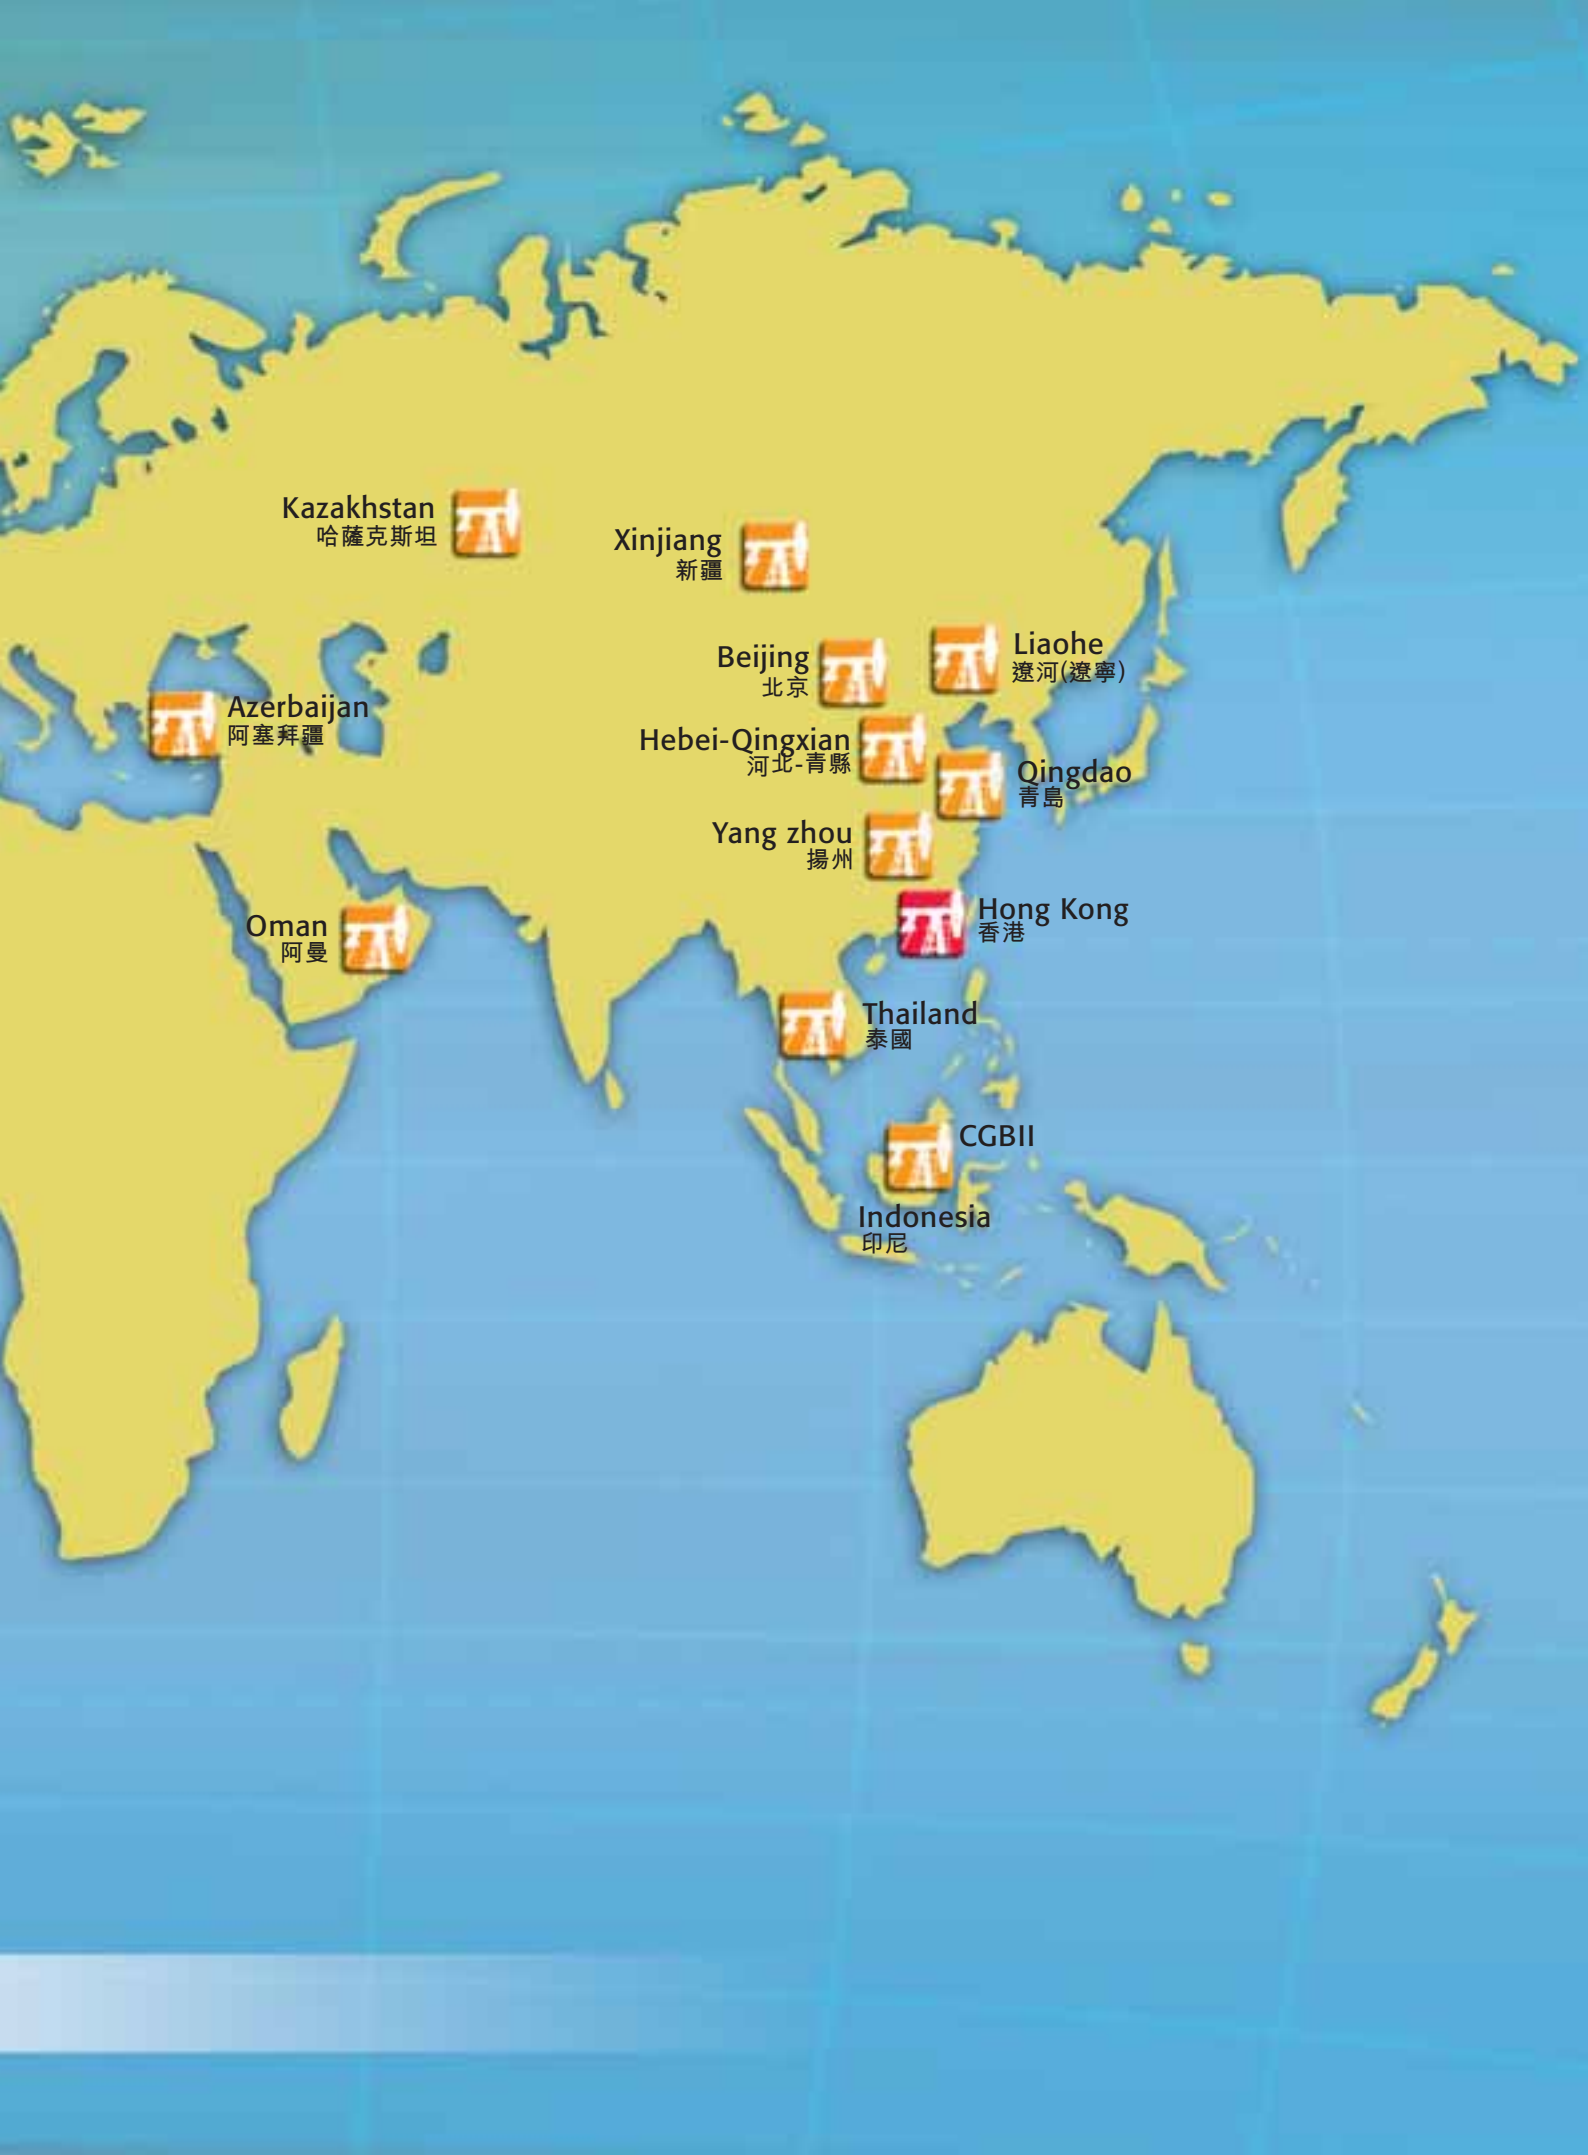 Kazakhstan
哈薩克斯坦
Xinjiang
新疆
Beijing
北京
Liaohe
遼河(遼寧)
Azerbaijan
阿塞拜疆
Hebei-Qingxian
河北-青縣
Qingdao
青島
Yang zhou
揚州
Oman
阿曼
Hong Kong
香港
Thailand
泰國
CGBII
Indonesia
印尼